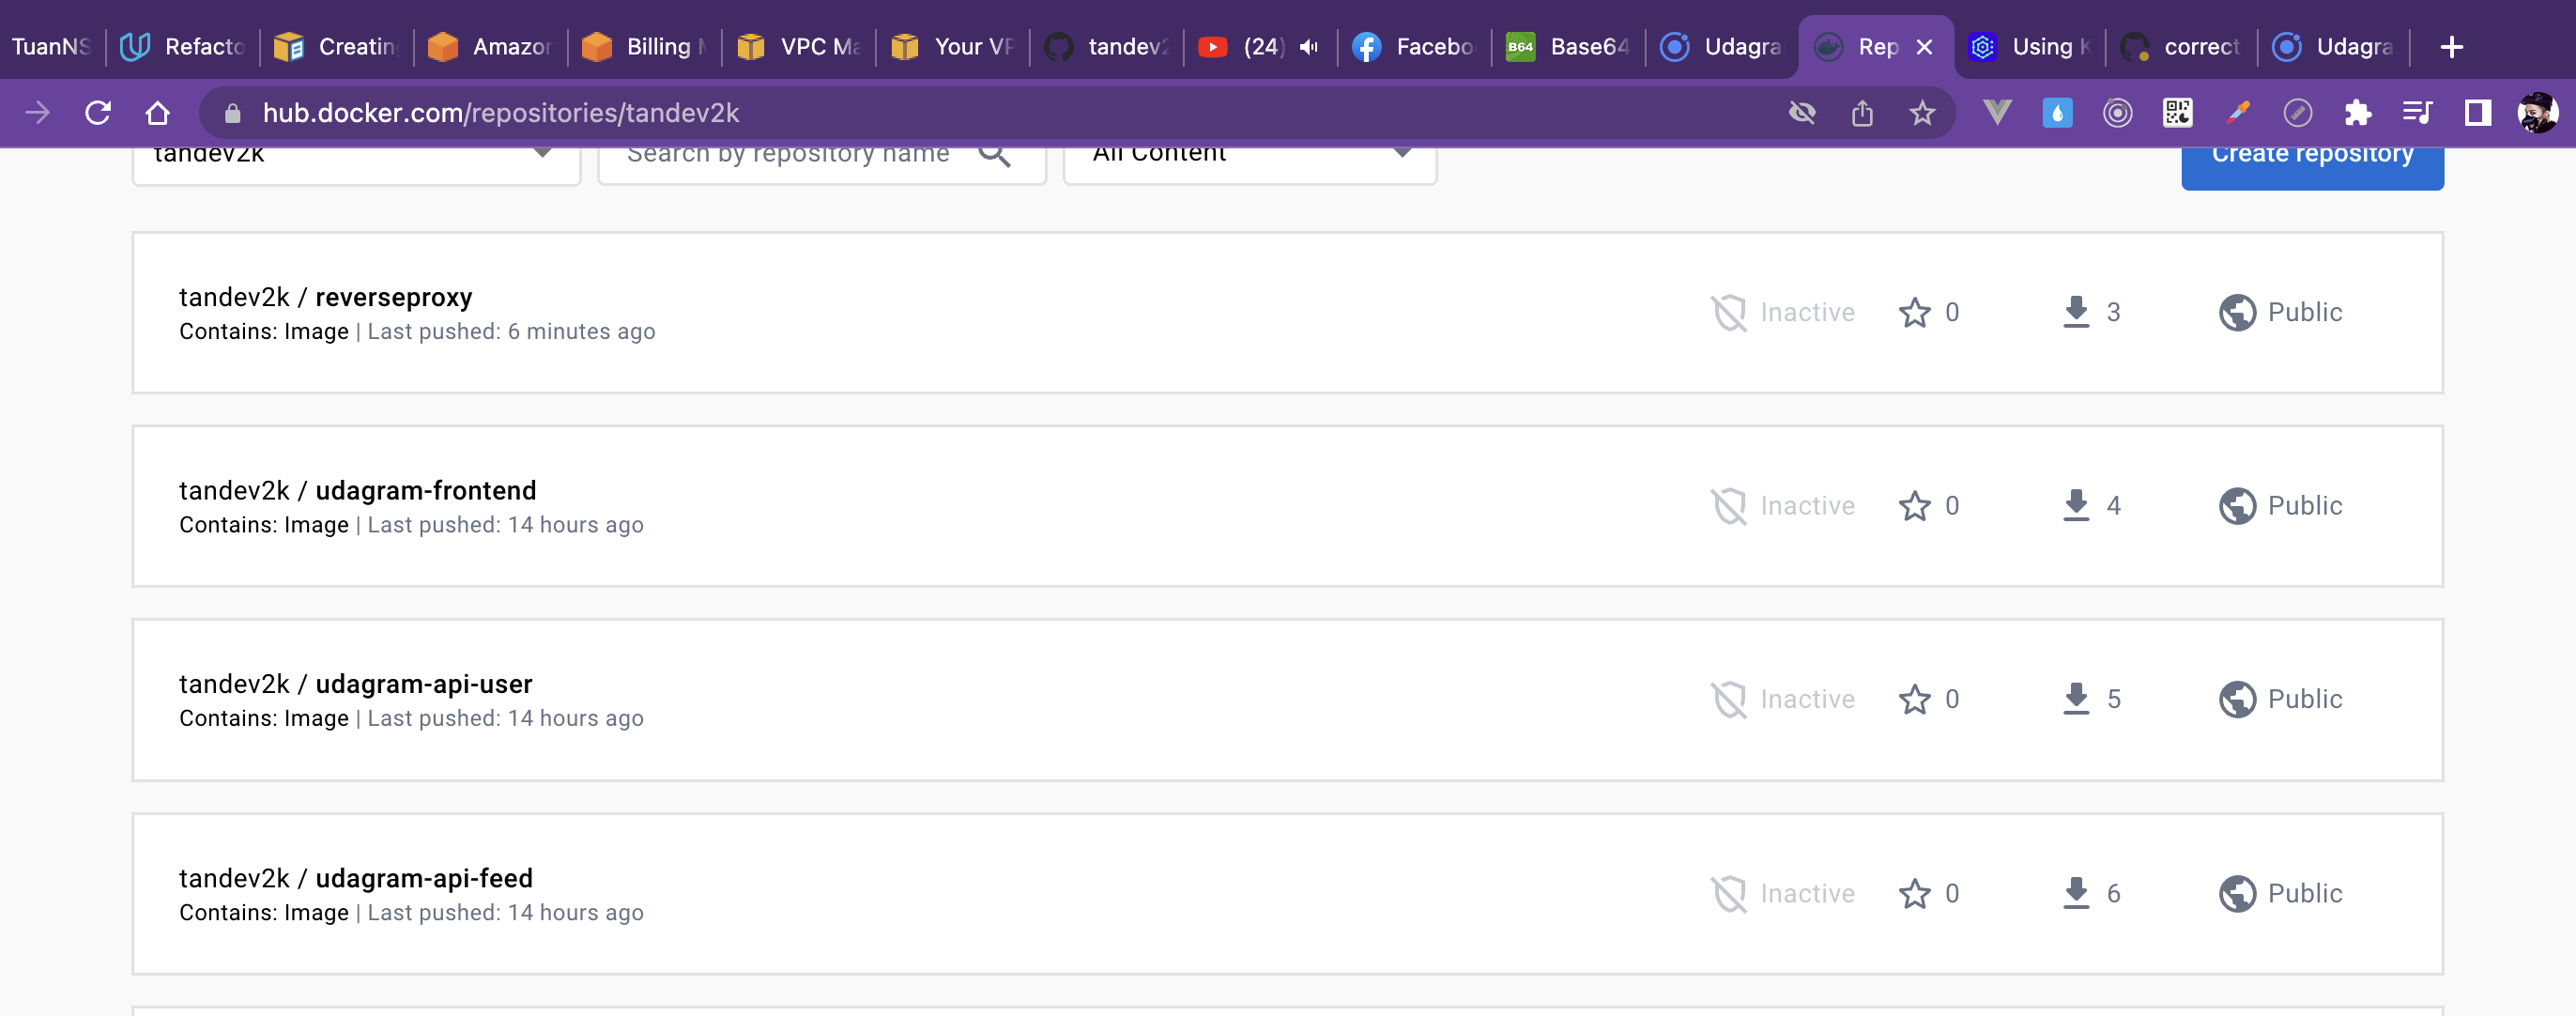 TuanNS Refacto Creatin Amazon Billing M VPC Ma Your VP tandev2 (24) Facebo B64 Base64 Udagra Rep Using K correct Udagra
hub.docker.com/repositories/tandev2k
tandev2k Search by repository name All Content Create repository
tandev2k / reverseproxy
Contains: Image | Last pushed: 6 minutes ago
Inactive 0 3 Public
tandev2k / udagram-frontend
Contains: Image | Last pushed: 14 hours ago
Inactive 0 4 Public
tandev2k / udagram-api-user
Contains: Image | Last pushed: 14 hours ago
Inactive 0 5 Public
tandev2k / udagram-api-feed
Contains: Image | Last pushed: 14 hours ago
Inactive 0 6 Public